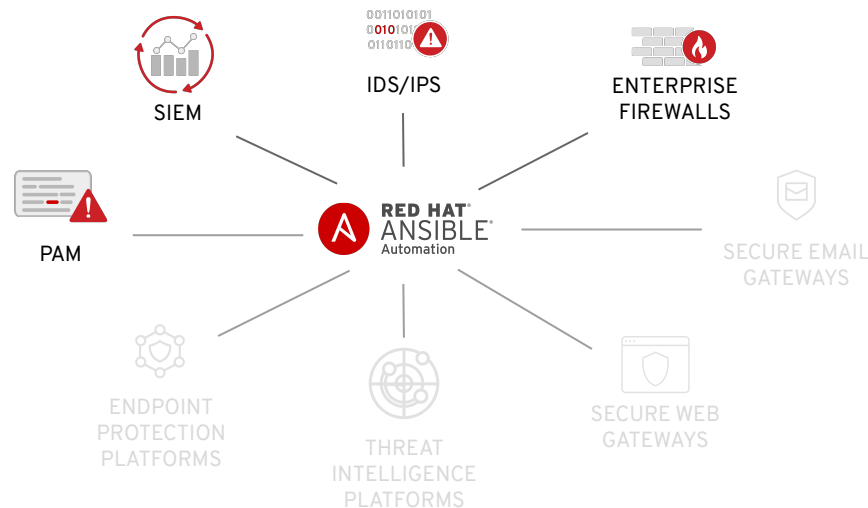 0011010101
0010101
0110110
SIEM
IDS/IPS
ENTERPRISE
FIREWALLS
PAM
RED HAT®
ANSIBLE®
Automation
SECURE EMAIL
GATEWAYS
ENDPOINT
PROTECTION
PLATFORMS
THREAT
INTELLIGENCE
PLATFORMS
SECURE WEB
GATEWAYS